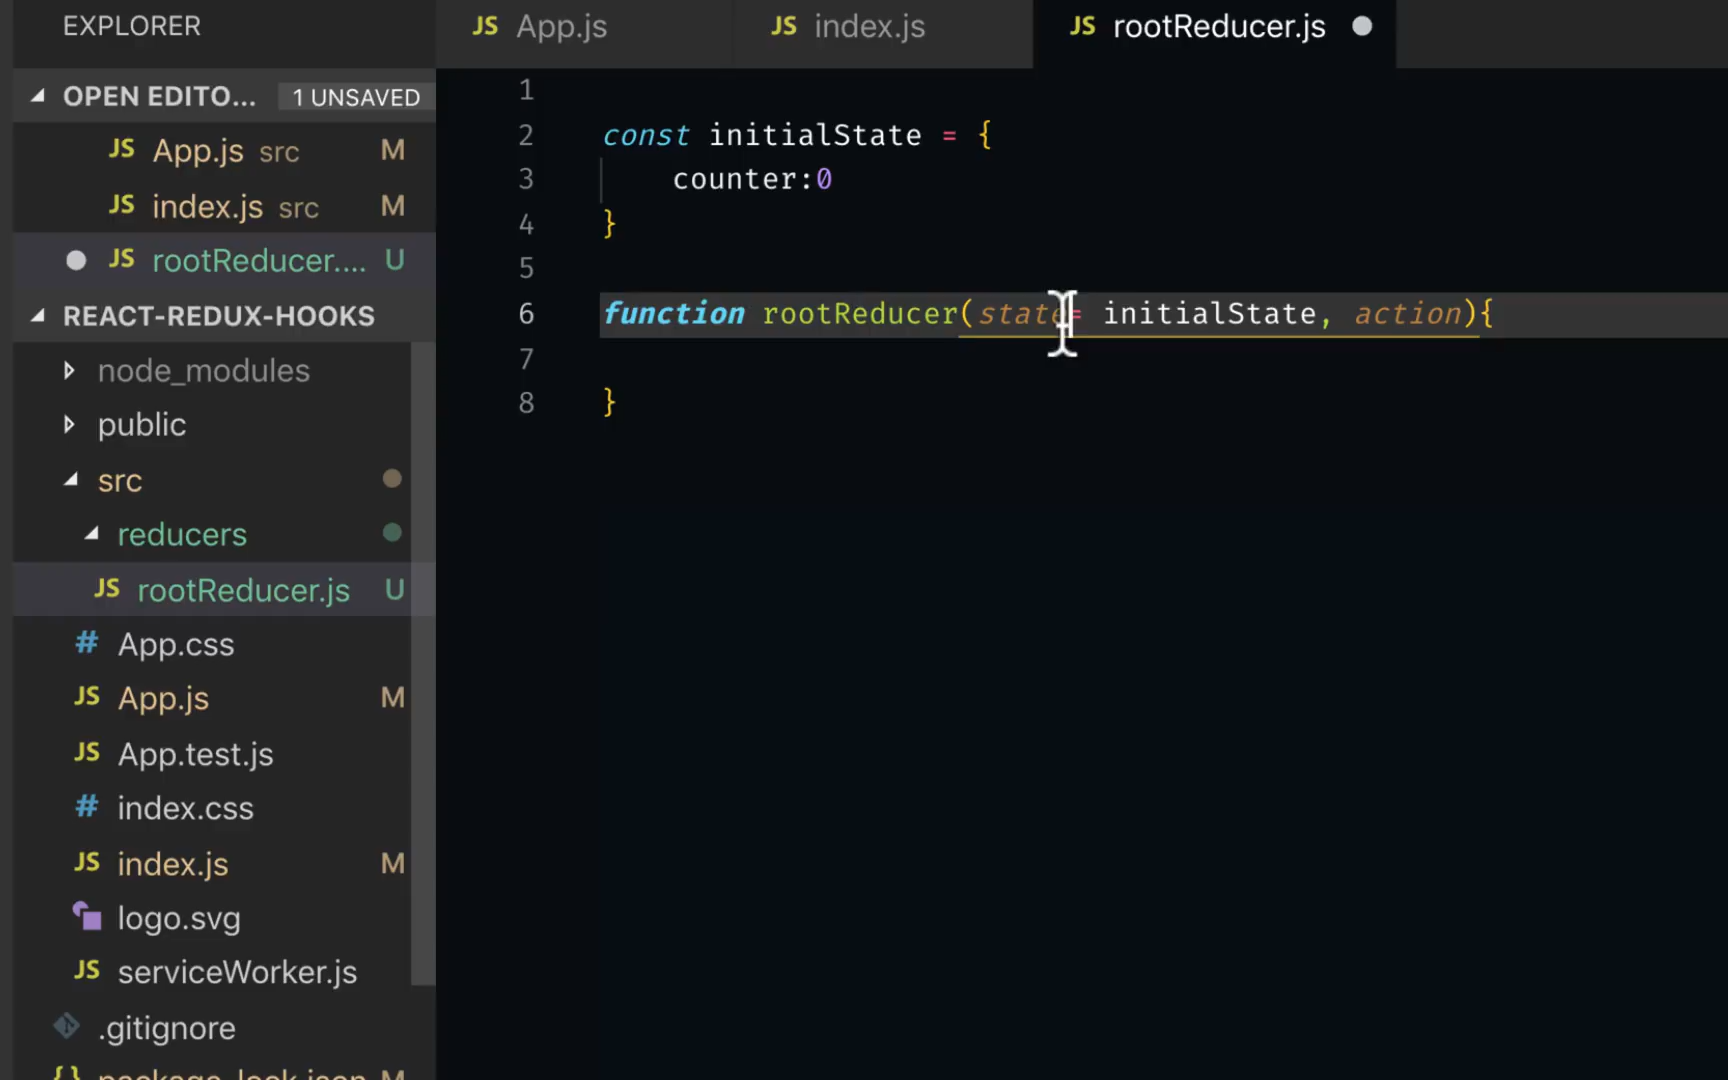 EXPLORER
OPEN EDITO... 1 UNSAVED
JS App.js src M
JS index.js src M
JS rootReducer.... U
REACT-REDUX-HOOKS
node_modules
public
src
reducers
JS rootReducer.js U
# App.css
JS App.js M
JS App.test.js
# index.css
JS index.js M
logo.svg
JS serviceWorker.js
.gitignore
{} package-lock.json M
JS App.js
JS index.js
JS rootReducer.js
1
2 const initialState = {
3 counter:0
4 }
5
6 function rootReducer(state= initialState, action){
7
8 }